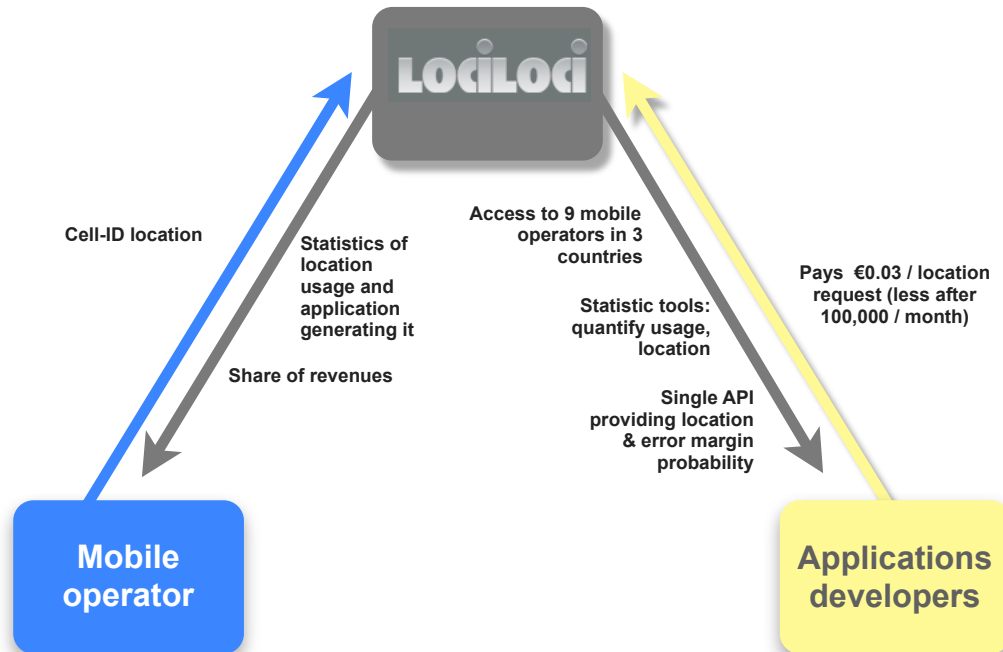 LOCILOCI
Cell-ID location
Statistics of
location
usage and
application
generating it
Share of revenues
Access to 9 mobile
operators in 3
countries
Statistic tools:
quantify usage,
location
Single API
providing location
& error margin
probability
Pays €0.03 / location
request (less after
100,000 / month)
Mobile
operator
Applications
developers